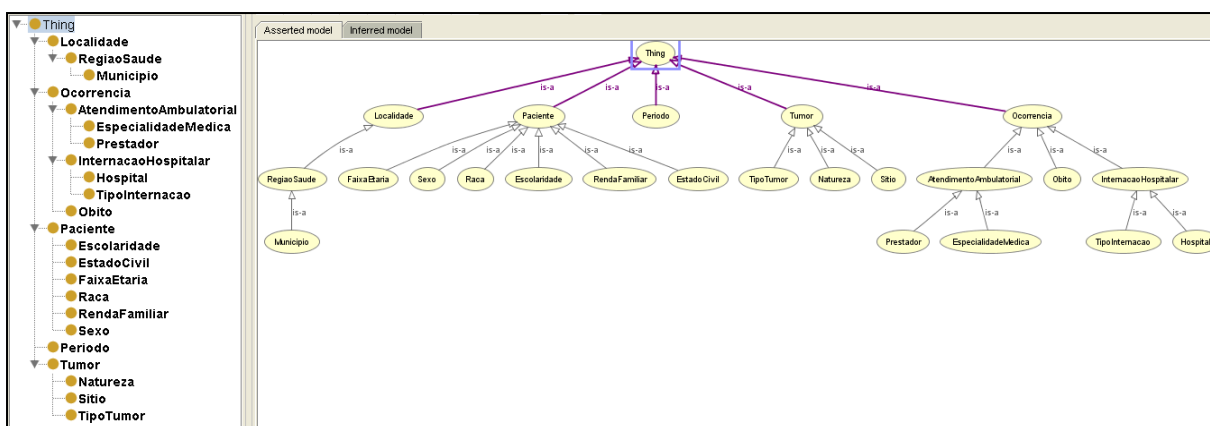 Thing
Localidade
RegiaoSaude
Municipio
Ocorrencia
AtendimentoAmbulatorial
EspecialidadeMedica
Prestador
InternacaoHospitalar
Hospital
TipoInternacao
Obito
Paciente
Escolaridade
EstadoCivil
FaixaEtaria
Raca
RendaFamiliar
Sexo
Periodo
Tumor
Natureza
Sitio
TipoTumor
Asserted model Inferred model
Thing
is-a is-a is-a is-a is-a
Localidade Paciente Periodo Tumor Ocorrencia
is-a is-a is-a is-a is-a is-a is-a is-a is-a is-a is-a is-a is-a
RegiaoSaude FaixaEtaria Sexo Raca Escolaridade RendaFamiliar EstadoCivil TipoTumor Natureza Sitio AtendimentoAmbulatorial Obito InternacaoHospitalar
is-a is-a is-a is-a is-a
Municipio Prestador EspecialidadeMedica TipoInternacao Hospital